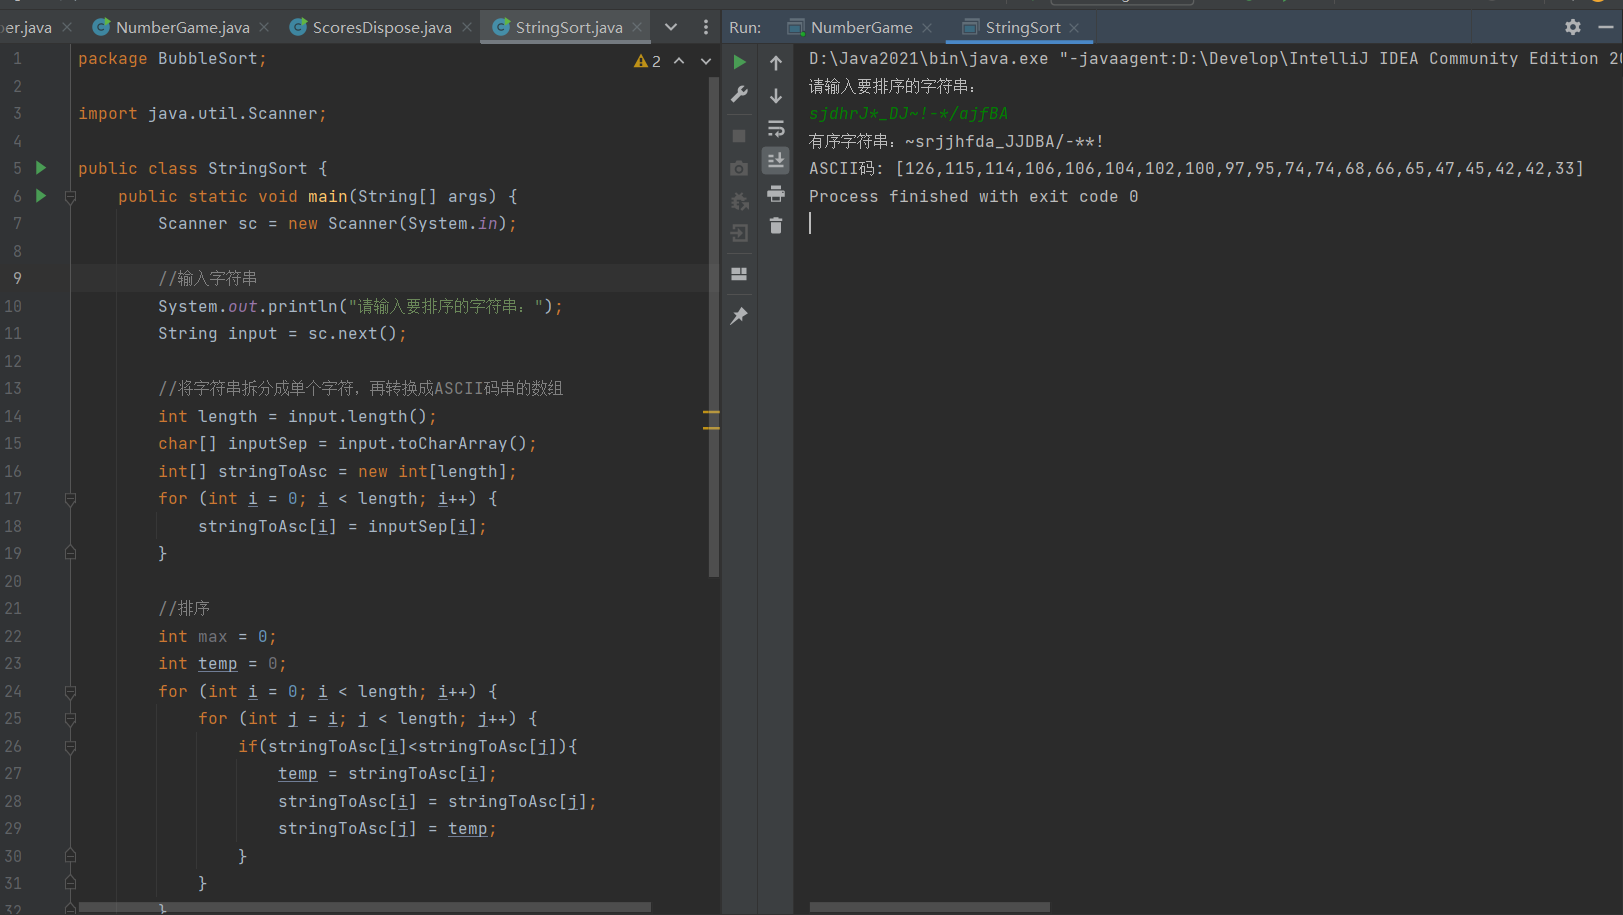 er.java NumberGame.java ScoresDispose.java StringSort.java
1 package BubbleSort;
2
3 import java.util.Scanner;
4
5 public class StringSort {
6 public static void main(String[] args) {
7 Scanner sc = new Scanner(System.in);
8
9 //输入字符串
10 System.out.println("请输入要排序的字符串：");
11 String input = sc.next();
12
13 //将字符串拆分成单个字符，再转换成ASCII码串的数组
14 int length = input.length();
15 char[] inputSep = input.toCharArray();
16 int[] stringToAsc = new int[length];
17 for (int i = 0; i < length; i++) {
18 stringToAsc[i] = inputSep[i];
19 }
20
21 //排序
22 int max = 0;
23 int temp = 0;
24 for (int i = 0; i < length; i++) {
25 for (int j = i; j < length; j++) {
26 if(stringToAsc[i]<stringToAsc[j]){
27 temp = stringToAsc[i];
28 stringToAsc[i] = stringToAsc[j];
29 stringToAsc[j] = temp;
30 }
31 }
32 }
2
Run: NumberGame StringSort
D:\Java2021\bin\java.exe "-javaagent:D:\Develop\IntelliJ IDEA Community Edition 20
请输入要排序的字符串：
sjdhrJ*_DJ~!-*/ajfBA
有序字符串：~srjjhfda_JJDBA/-**!
ASCII码：[126,115,114,106,106,104,102,100,97,95,74,74,68,66,65,47,45,42,42,33]
Process finished with exit code 0